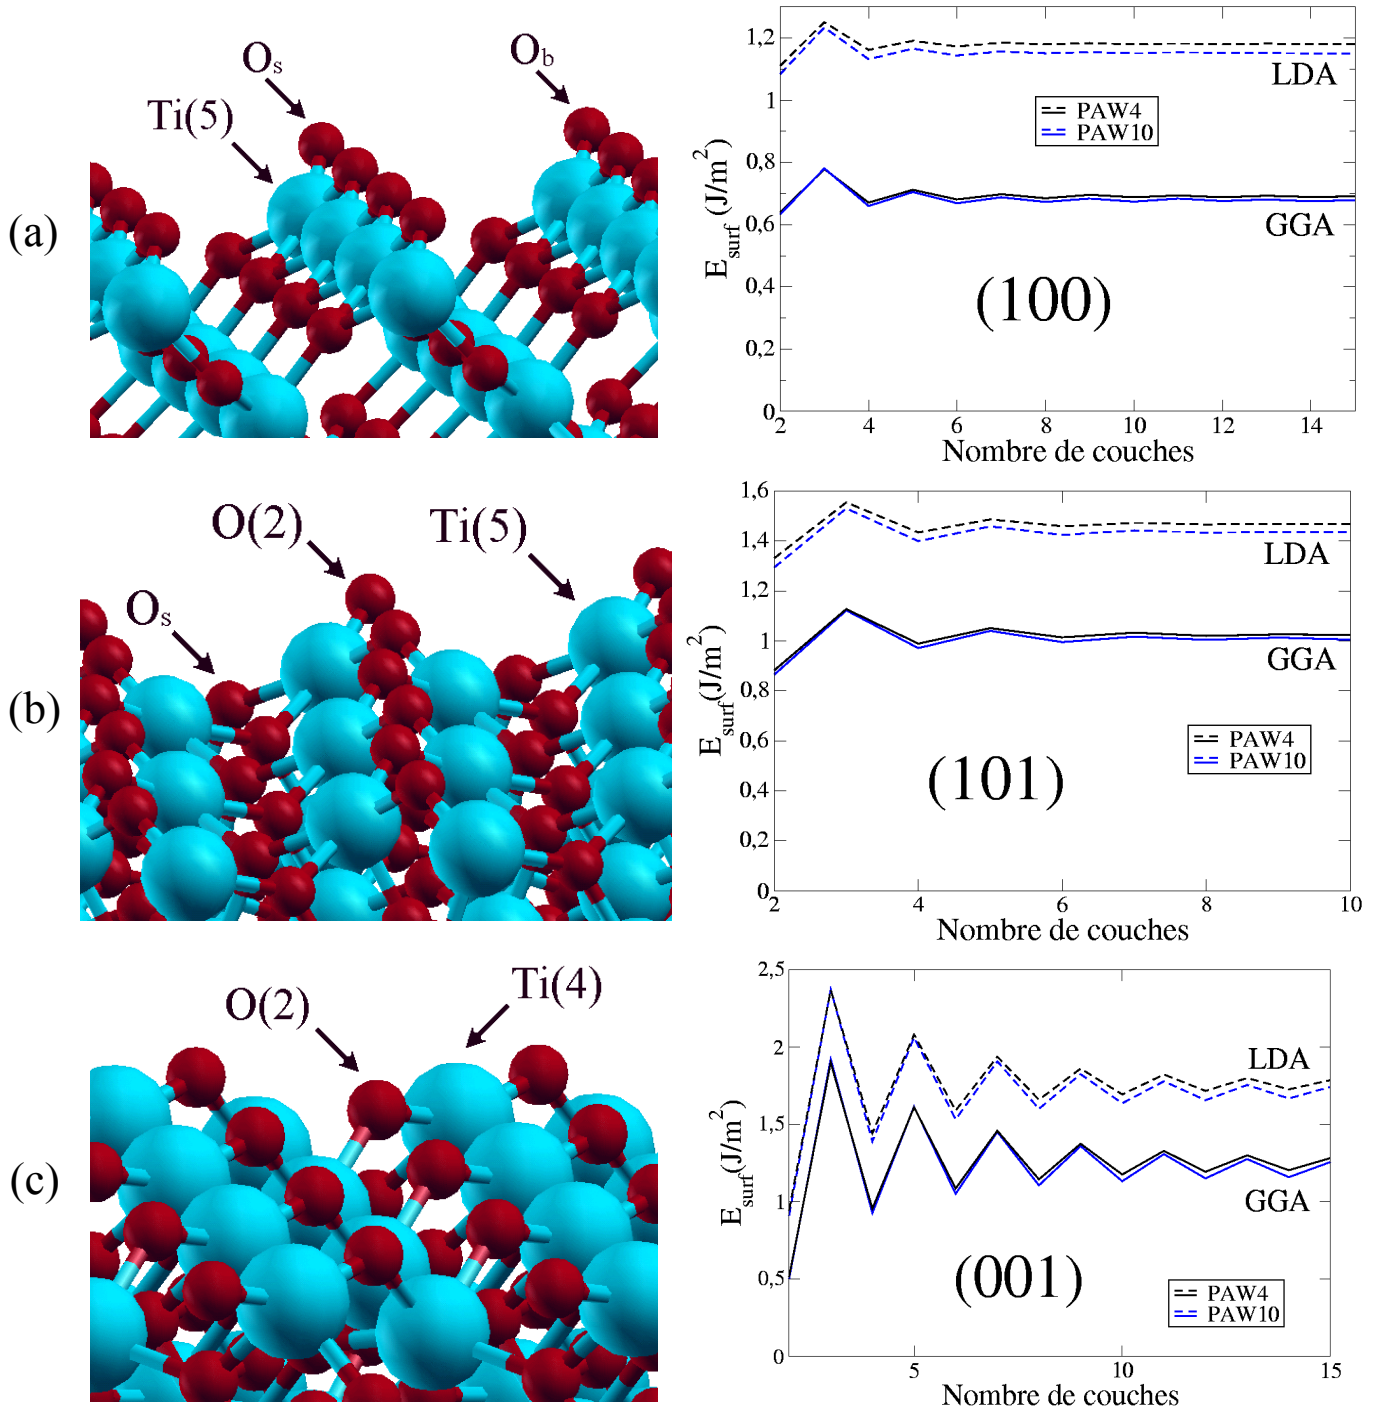 (a)
Ti(5)
Os
Ob
1,2
1
0,8
0,6
0,4
0,2
0
Esurf (J/m2)
LDA
PAW4
PAW10
GGA
(100)
2 4 6 8 10 12 14
Nombre de couches
(b)
Os
O(2)
Ti(5)
1,6
1,4
1,2
1
0,8
0,6
0,4
0,2
0
Esurf (J/m2)
LDA
GGA
PAW4
PAW10
(101)
2 4 6 8 10
Nombre de couches
(c)
O(2)
Ti(4)
2,5
2
1,5
1
0,5
0
Esurf (J/m2)
LDA
GGA
(001)
PAW4
PAW10
5 10 15
Nombre de couches